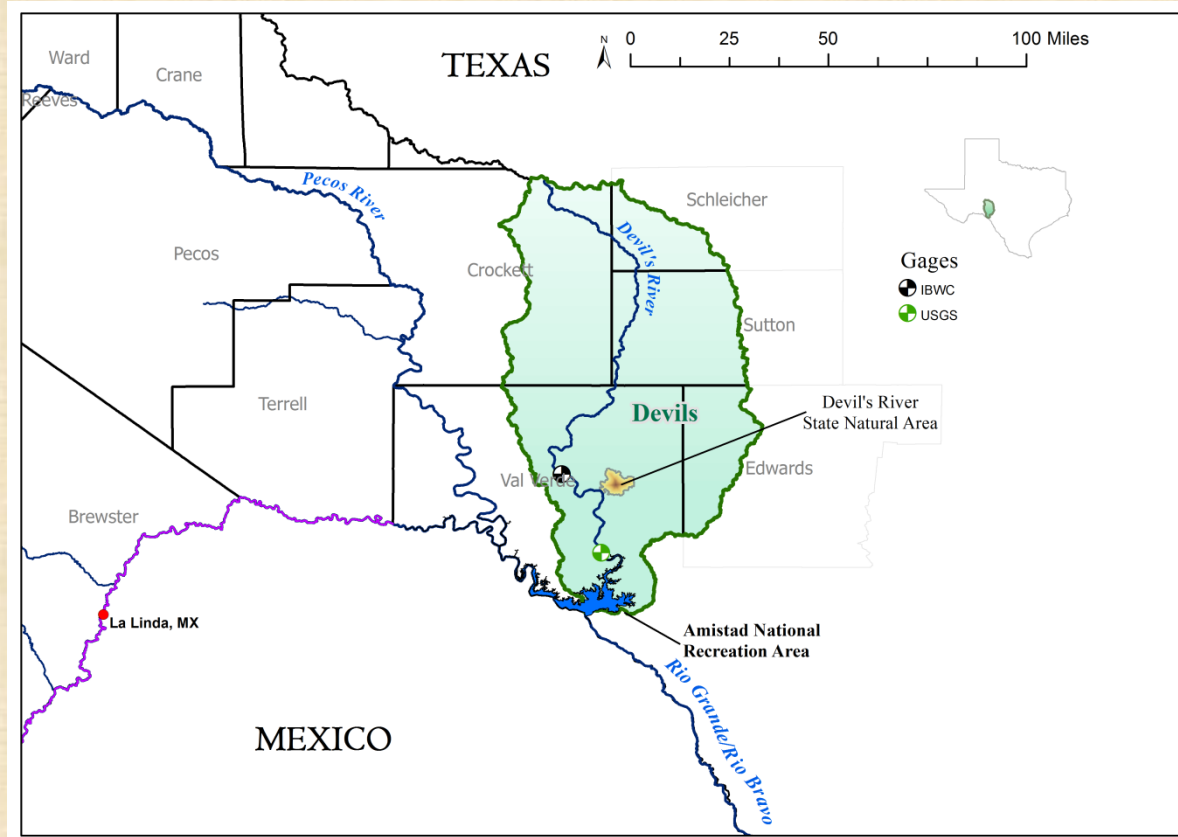 Ward
Crane
Reeves
TEXAS
N
0 25 50 100 Miles
Pecos River
Schleicher
Devil's River
Pecos
Crockett
Gages
IBWC
USGS
Sutton
Terrell
Devils
Devil's River
State Natural Area
Val Verde
Edwards
Brewster
La Linda, MX
Amistad National
Recreation Area
Rio Grande/Rio Bravo
MEXICO